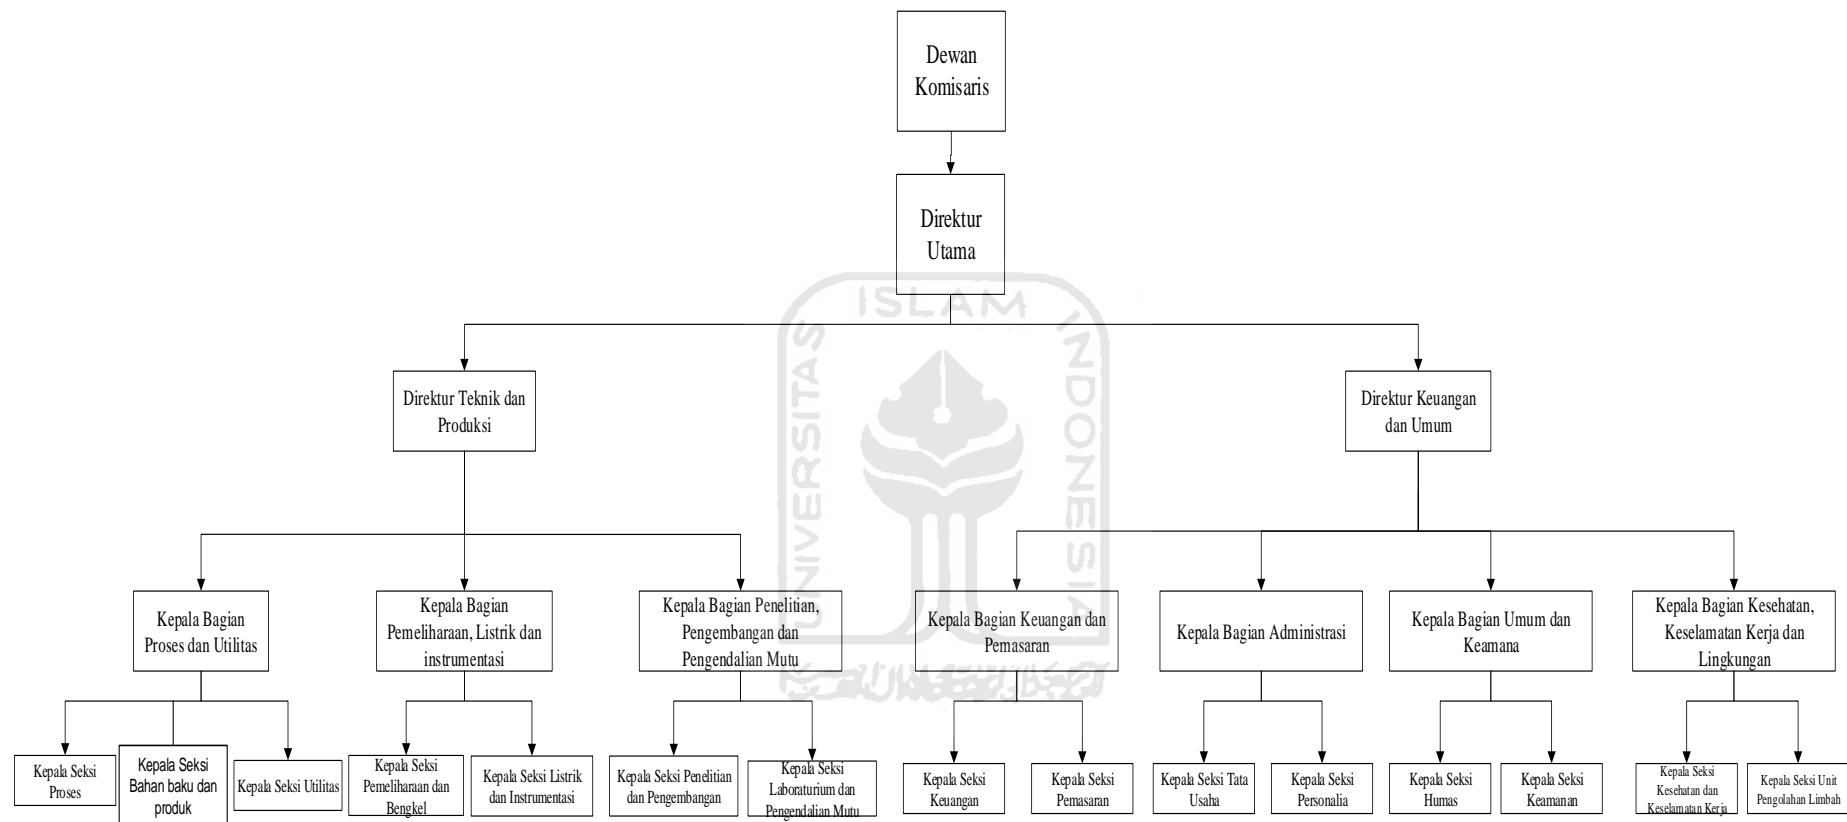 Dewan
Komisaris
Direktur
Utama
ISLAM
UNIVERSITAS
INDONESIA
Direktur Teknik dan
Produksi
Direktur Keuangan
dan Umum
Kepala Bagian
Proses dan Utilitas
Kepala Bagian
Pemeliharaan, Listrik dan
instrumentasi
Kepala Bagian Penelitian,
Pengembangan dan
Pengendalian Mutu
Kepala Bagian Keuangan dan
Pemasaran
Kepala Bagian Administrasi
Kepala Bagian Umum dan
Keamana
Kepala Bagian Kesehatan,
Keselamatan Kerja dan
Lingkungan
Kepala Seksi
Proses
Kepala Seksi
Bahan baku dan
produk
Kepala Seksi Utilitas
Kepala Seksi
Pemeliharaan dan
Bengkel
Kepala Seksi Listrik
dan Instrumentasi
Kepala Seksi Penelitian
dan Pengembangan
Kepala Seksi
Laboraturium dan
Pengendalian Mutu
Kepala Seksi
Keuangan
Kepala Seksi
Pemasaran
Kepala Seksi Tata
Usaha
Kepala Seksi
Personalia
Kepala Seksi
Humas
Kepala Seksi
Keamanan
Kepala Seksi
Kesehatan dan
Keselamatan Kerja
Kepala Seksi Unit
Pengolahan Limbah